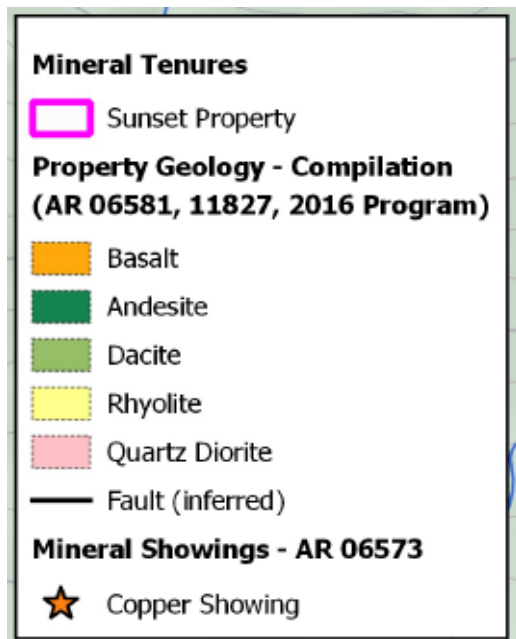 Mineral Tenures
Sunset Property
Property Geology - Compilation
(AR 06581, 11827, 2016 Program)
Basalt
Andesite
Dacite
Rhyolite
Quartz Diorite
Fault (inferred)
Mineral Showings - AR 06573
Copper Showing